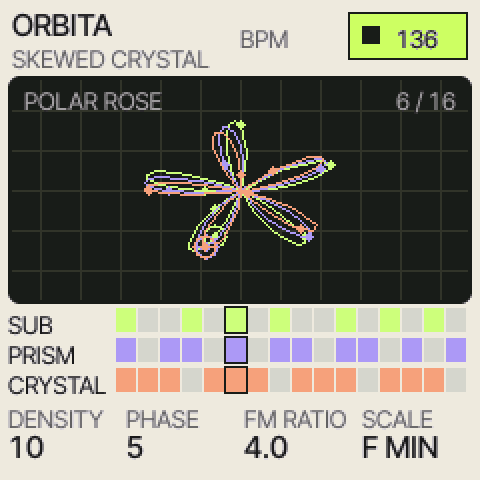 ORBITA
SKEWED CRYSTAL
BPM
136
POLAR ROSE
6 / 16
SUB
PRISM
CRYSTAL
DENSITY PHASE FM RATIO SCALE
10 5 4.0 F MIN